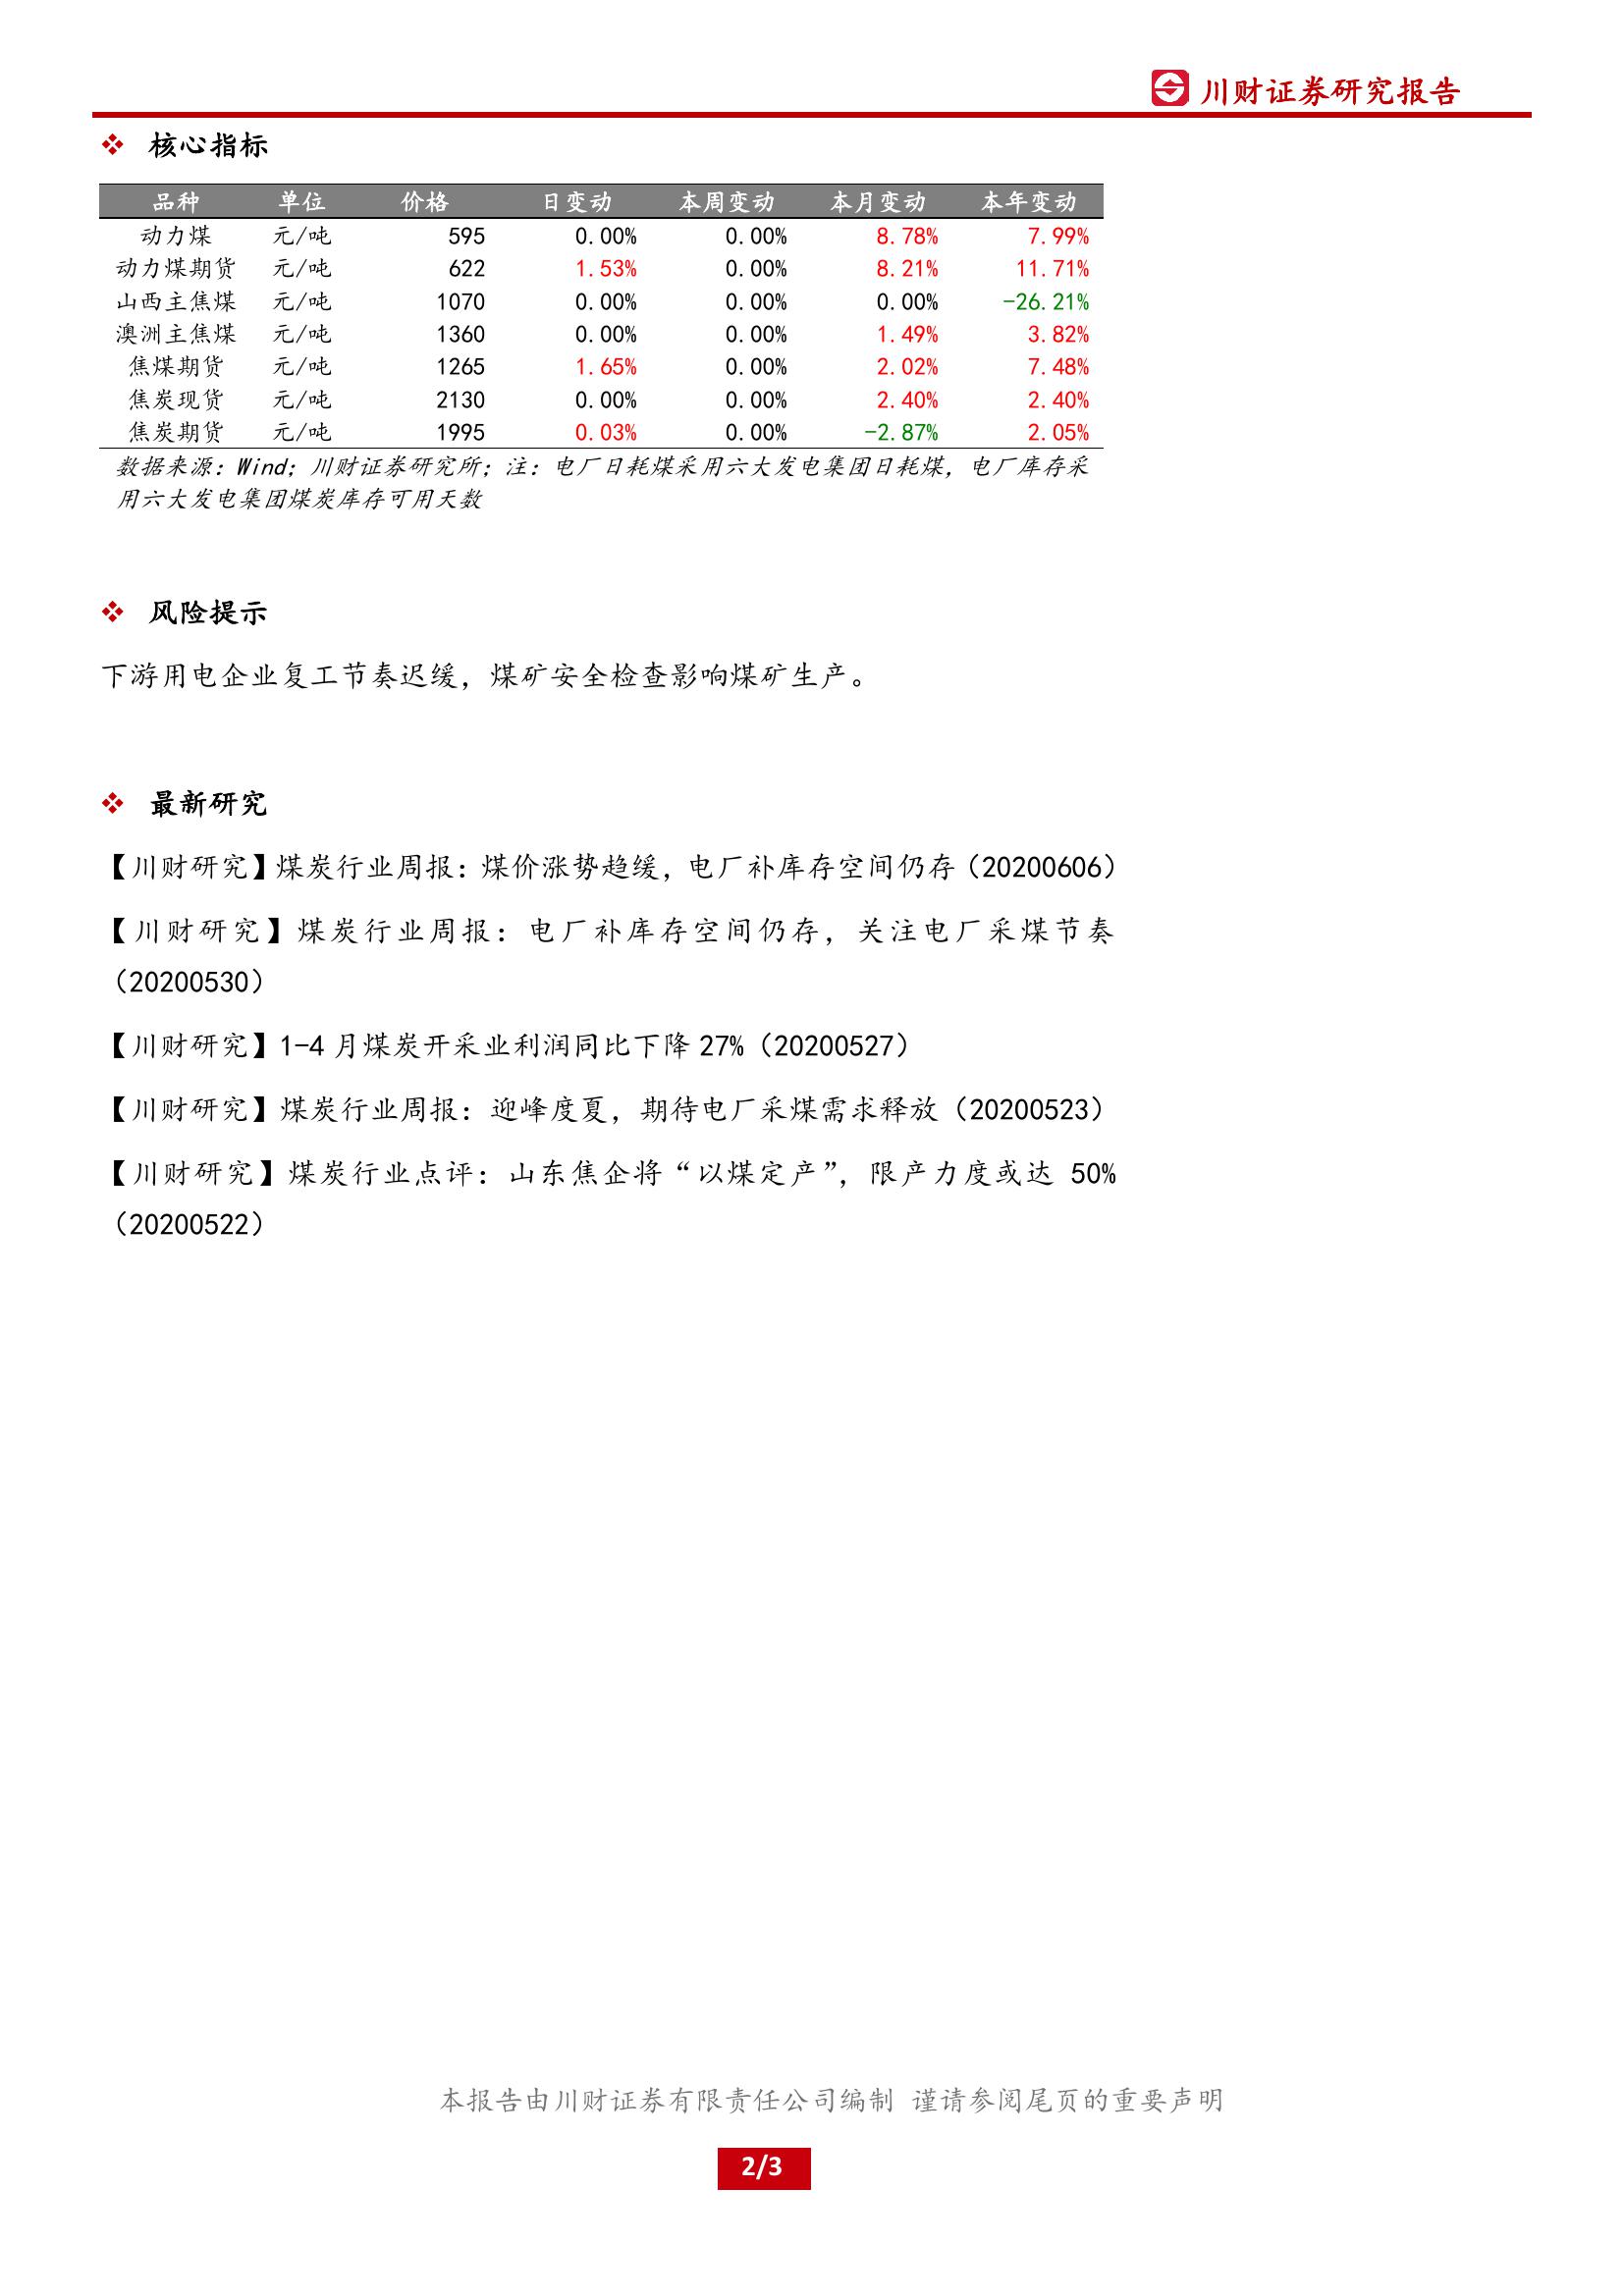 川财证券研究报告
核心指标
品种 单位 价格 日变动 本周变动 本月变动 本年变动
动力煤 元/吨 595 0.00% 0.00% 8.78% 7.99%
动力煤期货 元/吨 622 1.53% 0.00% 8.21% 11.71%
山西主焦煤 元/吨 1070 0.00% 0.00% 0.00% -26.21%
澳洲主焦煤 元/吨 1360 0.00% 0.00% 1.49% 3.82%
焦煤期货 元/吨 1265 1.65% 0.00% 2.02% 7.48%
焦炭现货 元/吨 2130 0.00% 0.00% 2.40% 2.40%
焦炭期货 元/吨 1995 0.03% 0.00% -2.87% 2.05%
数据来源：Wind；川财证券研究所；注：电厂日耗煤采用六大发电集团日耗煤，电厂库存采
用六大发电集团煤炭库存可用天数
风险提示
下游用电企业复工节奏迟缓，煤矿安全检查影响煤矿生产。
最新研究
【川财研究】煤炭行业周报：煤价涨势趋缓，电厂补库存空间仍存（20200606）
【川财研究】煤炭行业周报：电厂补库存空间仍存，关注电厂采煤节奏
（20200530）
【川财研究】1-4 月煤炭开采业利润同比下降 27%（20200527）
【川财研究】煤炭行业周报：迎峰度夏，期待电厂采煤需求释放（20200523）
【川财研究】煤炭行业点评：山东焦企将“以煤定产”，限产力度或达 50%
（20200522）
本报告由川财证券有限责任公司编制 谨请参阅尾页的重要声明
2/3